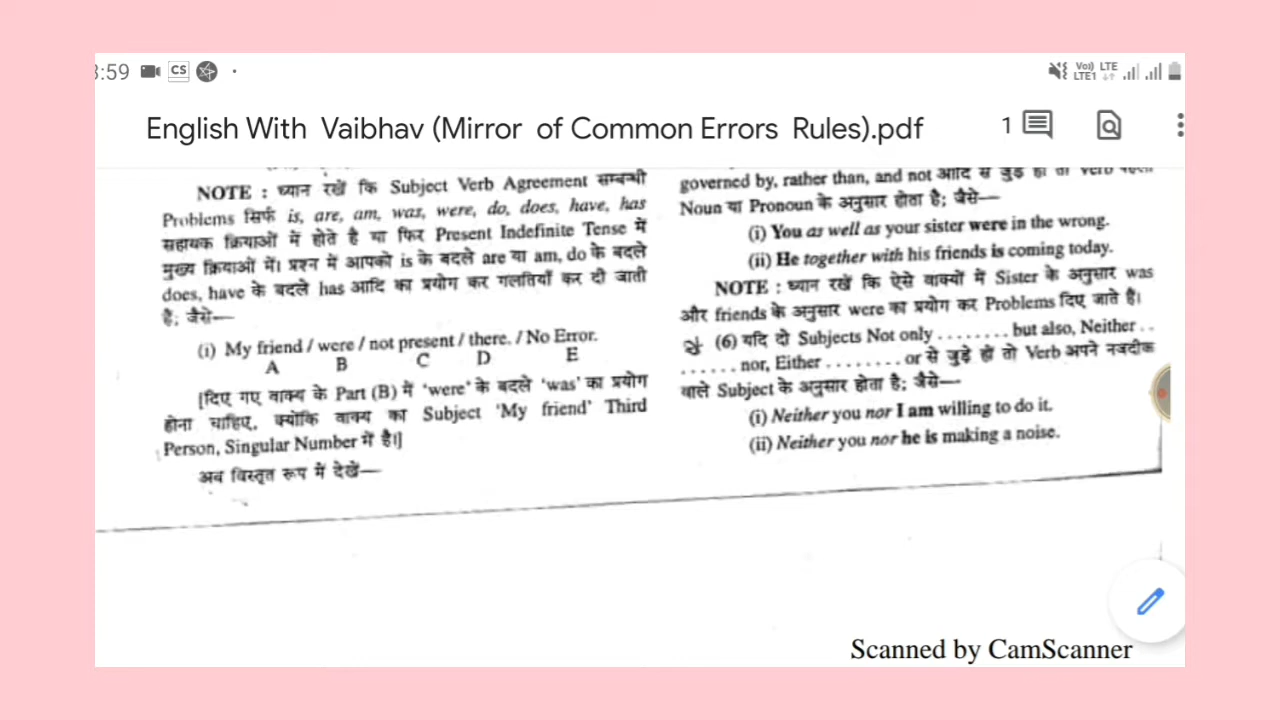 :59 CS
Vo)) LTE
LTE1
English With Vaibhav (Mirror of Common Errors Rules).pdf
1
NOTE : ध्यान रखें कि Subject Verb Agreement सम्बन्धी
Problems सिर्फ is, are, am, was, were, do, does, have, has
सहायक क्रियाओं में होते है या फिर Present Indefinite Tense में
मुख्य क्रियाओं में। प्रश्न में आपको is के बदले are या am, do के बदले
does, have के बदले has आदि का प्रयोग कर गलतियाँ कर दी जाती
है; जैसे—
(i) My friend / were / not present / there. / No Error.
A B C D E
[दिए गए वाक्य के Part (B) में ‘were’ के बदले ‘was’ का प्रयोग
होना चाहिए, क्योंकि वाक्य का Subject ‘My friend’ Third
Person, Singular Number में है।]
अब विस्तृत रूप में देखें—
governed by, rather than, and not आदि से जुड़े हो तो Verb पहले
Noun या Pronoun के अनुसार होता है; जैसे—
(i) You as well as your sister were in the wrong.
(ii) He together with his friends is coming today.
NOTE : ध्यान रखें कि ऐसे वाक्यों में Sister के अनुसार was
और friends के अनुसार were का प्रयोग कर Problems दिए जाते हैं।
(6) यदि दो Subjects Not only . . . . . . . . but also, Neither . .
. . . . . . nor, Either . . . . . . . . or से जुड़े हो तो Verb अपने नजदीक
वाले Subject के अनुसार होता है; जैसे—
(i) Neither you nor I am willing to do it.
(ii) Neither you nor he is making a noise.
Scanned by CamScanner